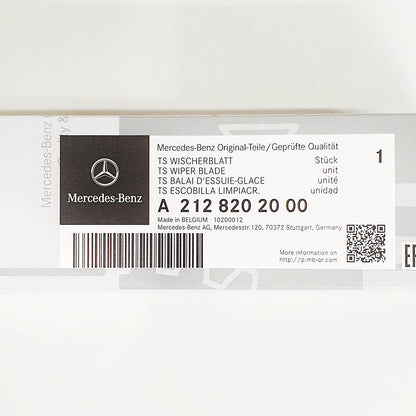 Mercedes-Benz Original-Teile/Geprüfte Qualität
TS WISCHERBLATT Stück 1
TS WIPER BLADE unit
TS BALAI D'ESSUIE-GLACE unité
TS ESCOBILLA LIMPIACR. unidad
Mercedes-Benz
A 212 820 20 00
Made in BELGIUM 10200012
Mercedes-Benz AG, Mercedesstr.120, 70372 Stuttgart, Germany
More information on
http://p.mb-qr.com
Mercedes-Benz